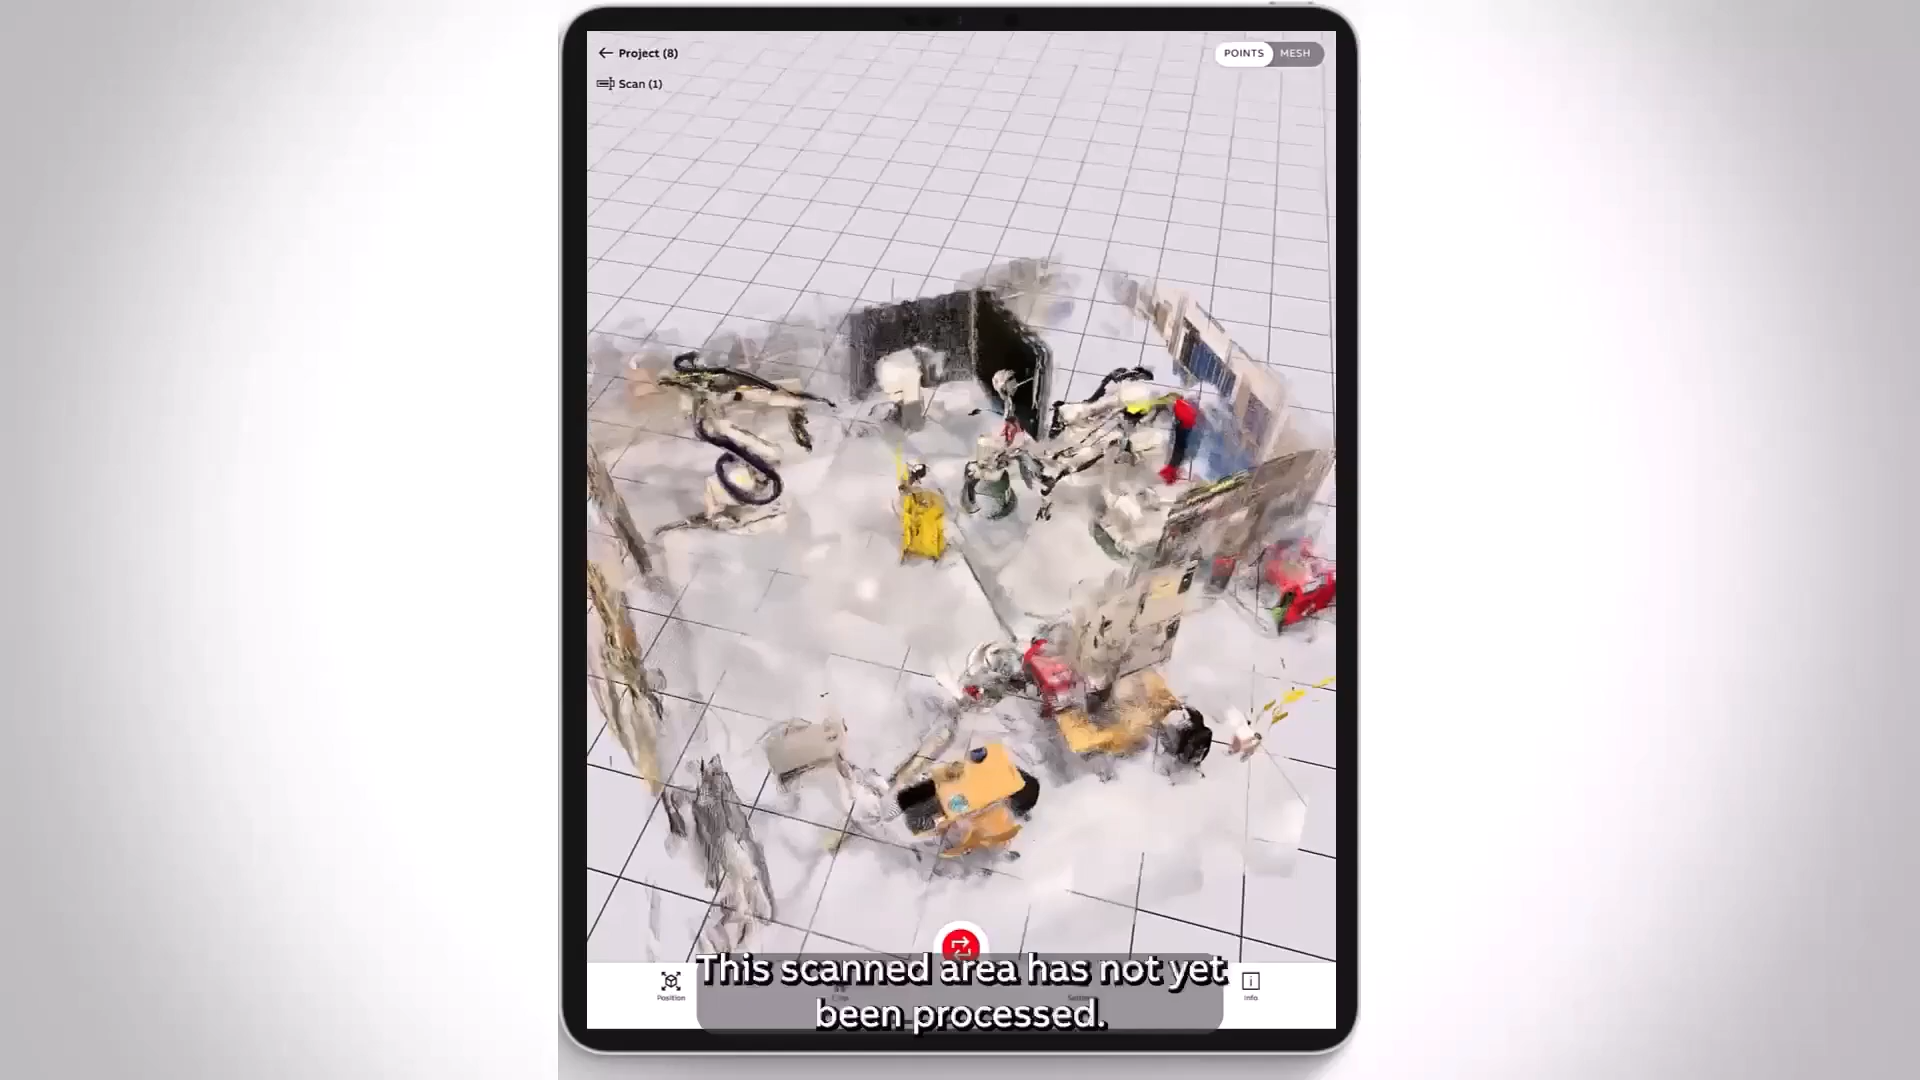 Project (8)
POINTS MESH
Scan (1)
This scanned area has not yet
been processed.
Position
Info